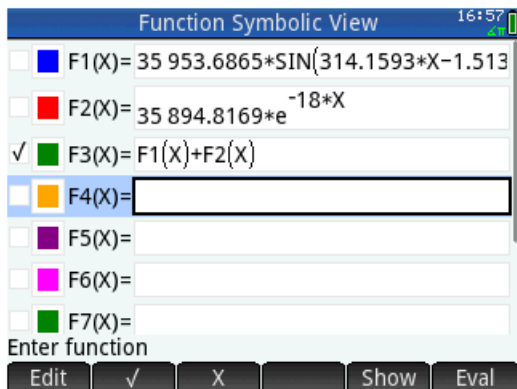 Function Symbolic View 16:57
∡π
F1(X)= 35 953.6865*SIN(314.1593*X−1.513
F2(X)= 35 894.8169*e^-18*X
√ F3(X)= F1(X)+F2(X)
F4(X)=
F5(X)=
F6(X)=
F7(X)=
Enter function
Edit √ X Show Eval